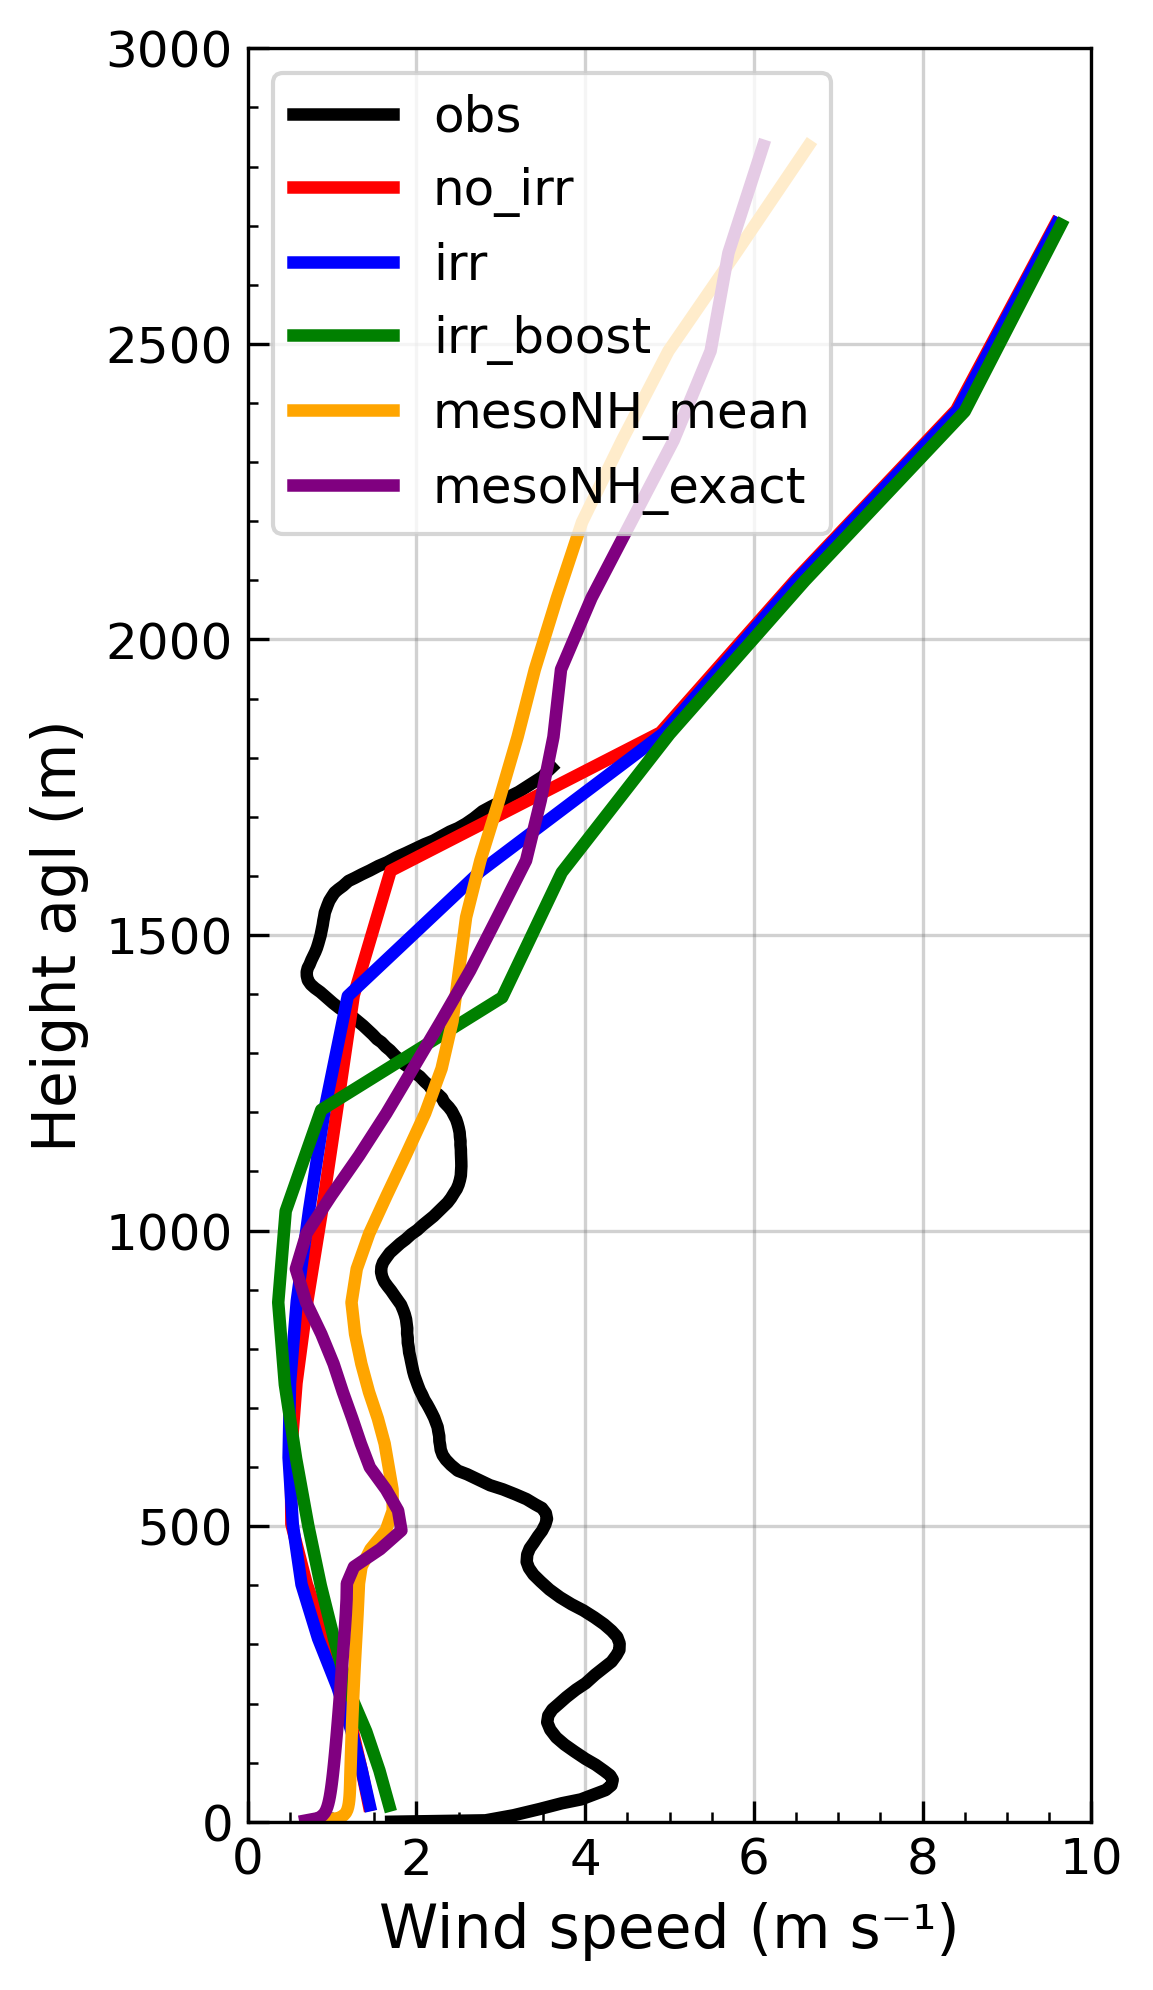 3000
2500
2000
1500
1000
500
0
Height agl (m)
obs
no_irr
irr
irr_boost
mesoNH_mean
mesoNH_exact
0 2 4 6 8 10
Wind speed (m s⁻¹)